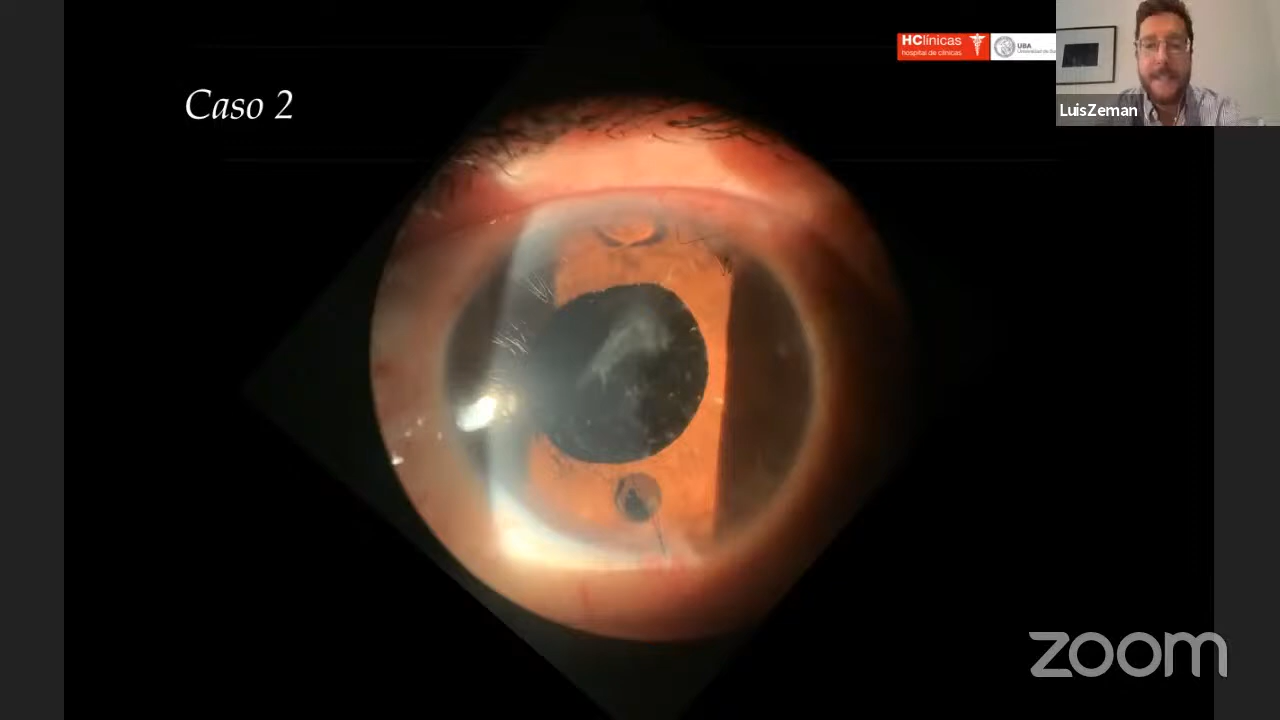 Caso 2
HClínicas
hospital de clínicas
UBA
LuisZeman
zoom